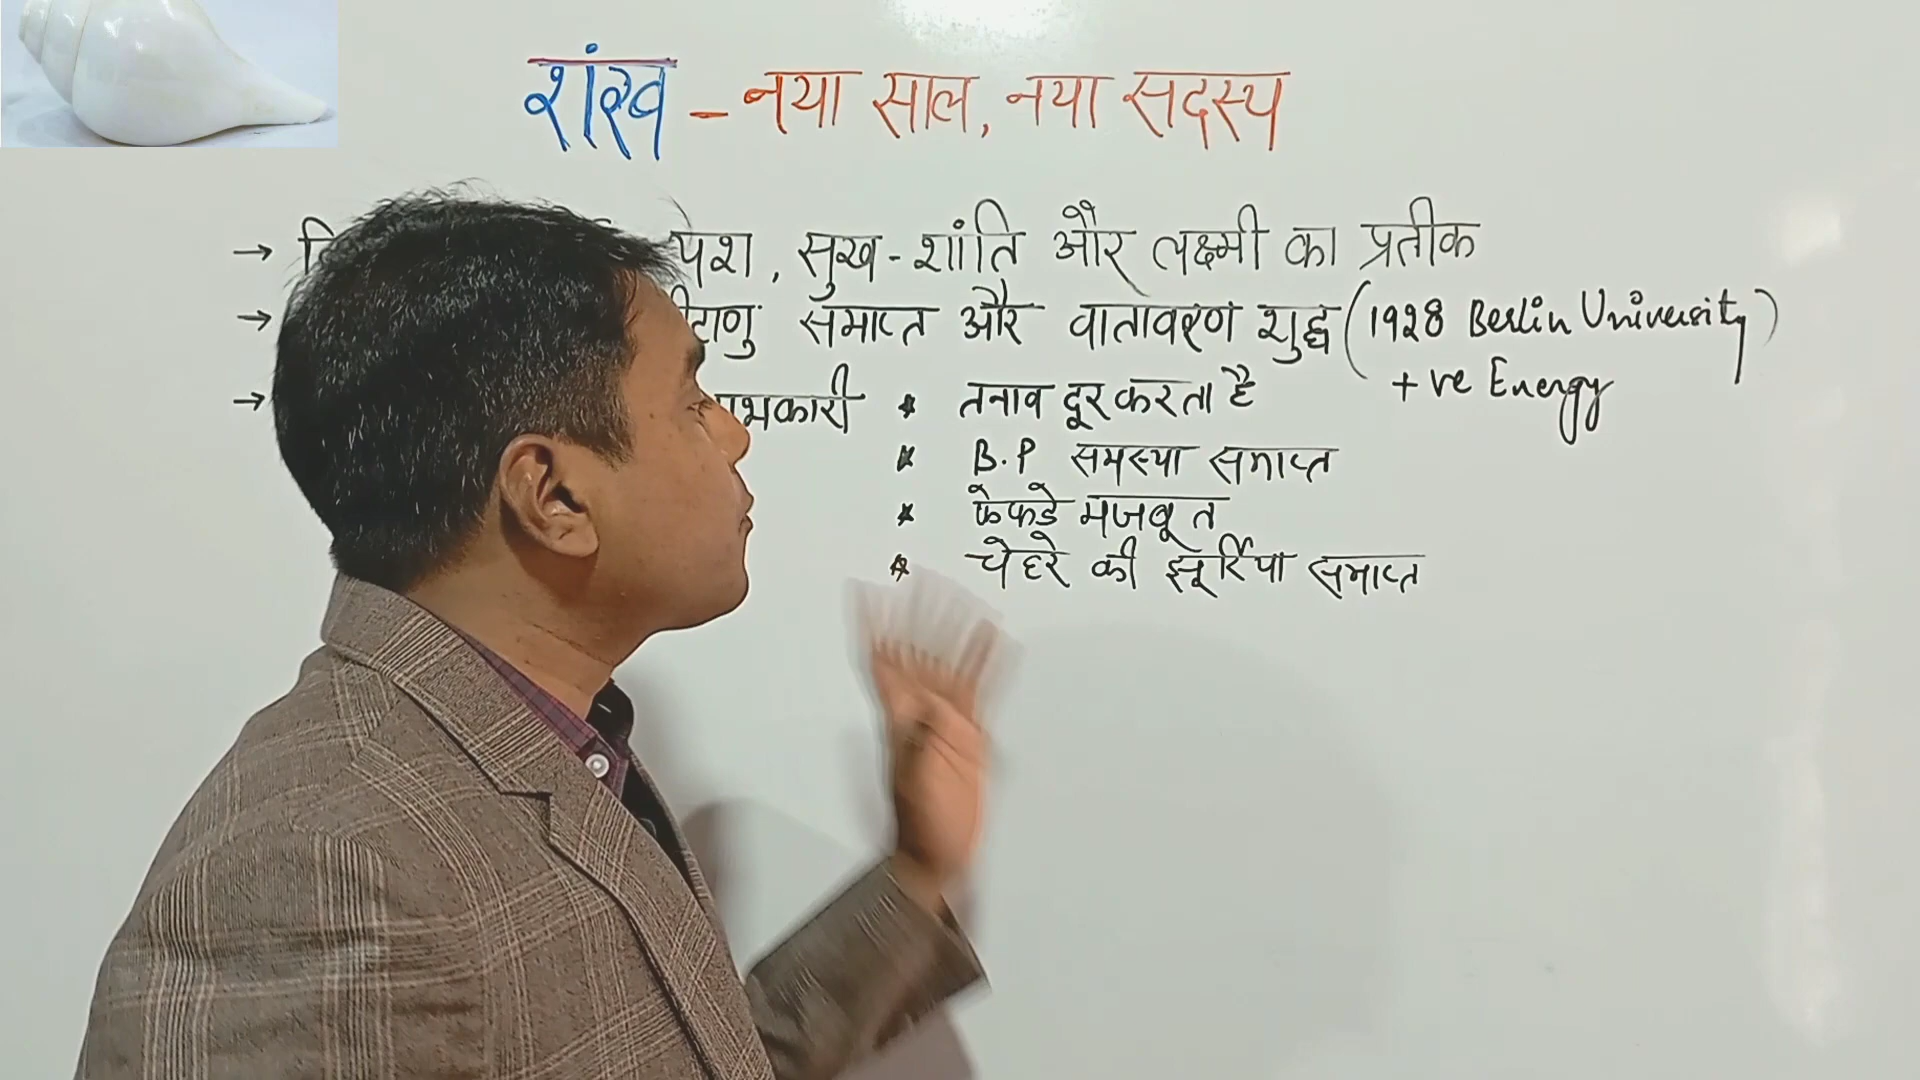 शंख - नया साल, नया सदस्य
→ यश, सुख-शांति और लक्ष्मी का प्रतीक
→ समाप्त और वातावरण शुद्ध (1928 Berlin University)
+ve Energy
→ * तनाव दूर करता है
* B.P समस्या समाप्त
* फेफडे मजबूत
* चेहरे की झूर्रिया समाप्त